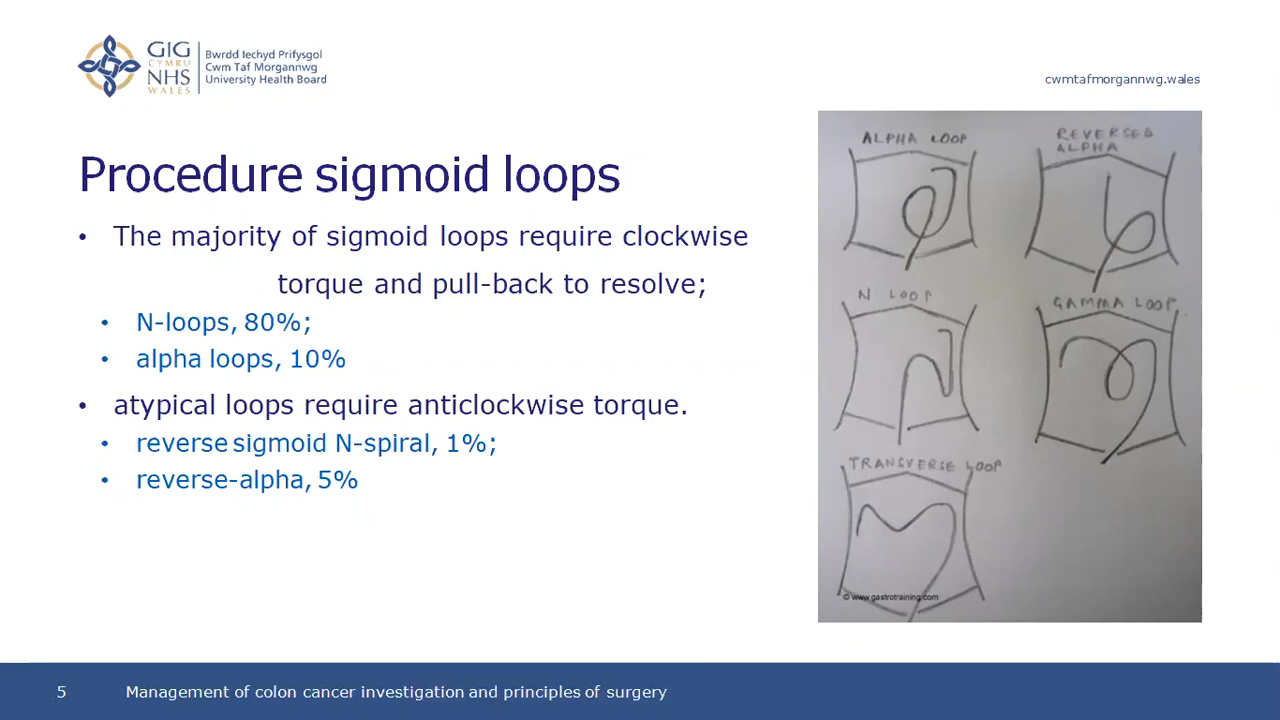 GIG
CYMRU
NHS
WALES
Bwrdd Iechyd Prifysgol
Cwm Taf Morgannwg
University Health Board
cwmtafmorgannwg.wales
Procedure sigmoid loops
• The majority of sigmoid loops require clockwise
torque and pull-back to resolve;
• N-loops, 80%;
• alpha loops, 10%
• atypical loops require anticlockwise torque.
• reverse sigmoid N-spiral, 1%;
• reverse-alpha, 5%
ALPHA LOOP
REVERSED
ALPHA
N LOOP
GAMMA LOOP
TRANSVERSE LOOP
© www.gastrotraining.com
5
Management of colon cancer investigation and principles of surgery